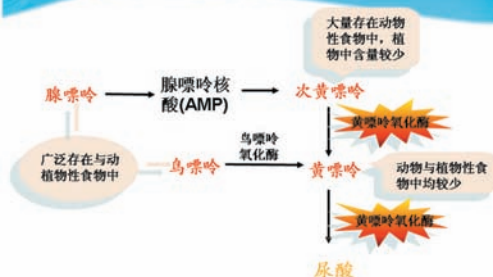 大量存在动物
性食物中，植
物中含量较少
腺嘌呤
腺嘌呤核
酸(AMP)
次黄嘌呤
黄嘌呤氧化酶
广泛存在与动
植物性食物中
鸟嘌呤
鸟嘌呤
氧化酶
黄嘌呤
动物与植物性食
物中均较少
黄嘌呤氧化酶
尿酸